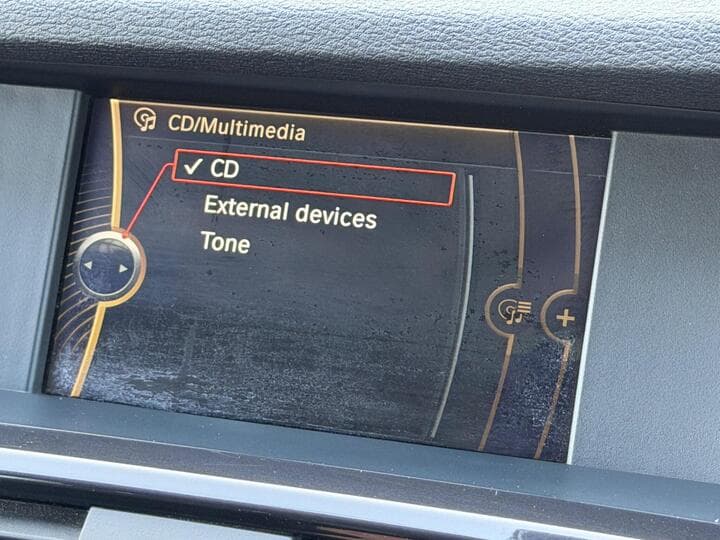 CD/Multimedia
✓ CD
External devices
Tone